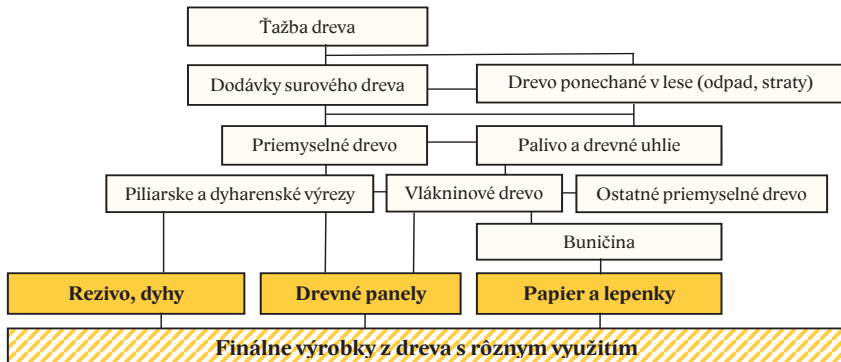 Ťažba dreva
Dodávky surového dreva
Drevo ponechané v lese (odpad, straty)
Priemyselné drevo
Palivo a drevné uhlie
Piliarske a dyharenské výrezy
Vlákninové drevo
Ostatné priemyselné drevo
Buničina
Rezivo, dyhy
Drevné panely
Papier a lepenky
Finálne výrobky z dreva s rôznym využitím